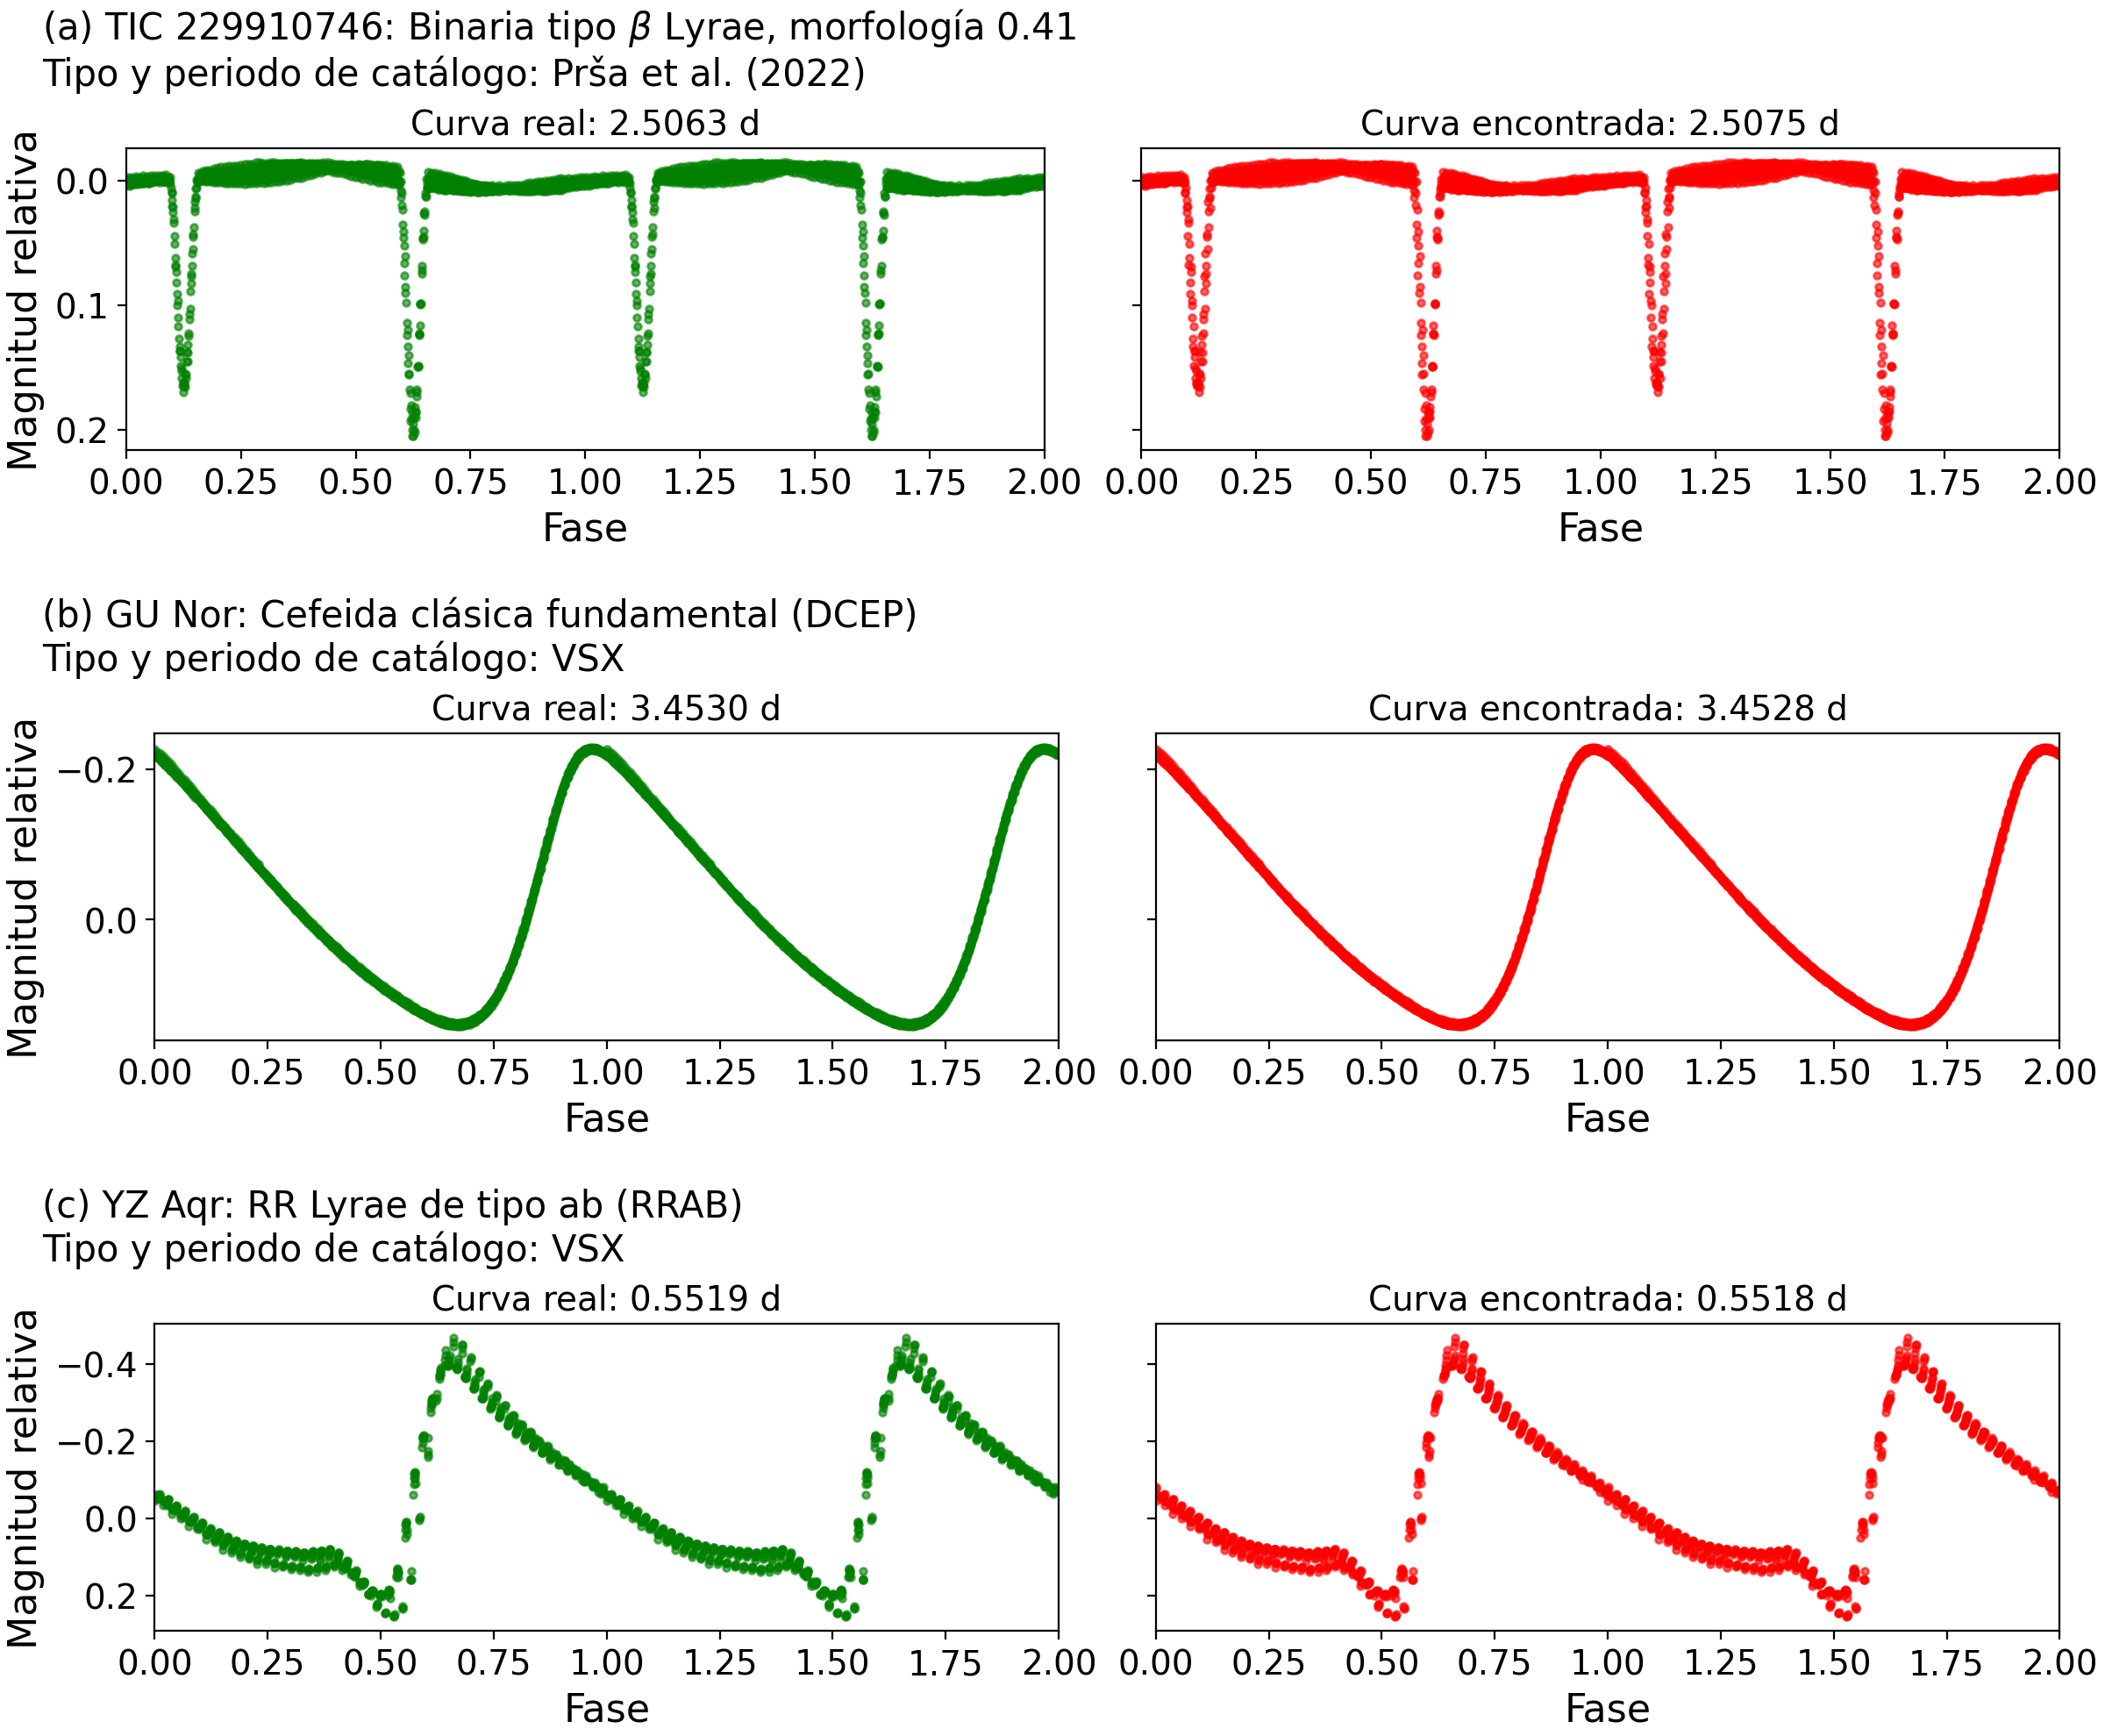 (a) TIC 229910746: Binaria tipo β Lyrae, morfología 0.41
Tipo y periodo de catálogo: Prša et al. (2022)
Curva real: 2.5063 d
Magnitud relativa
0.0
0.1
0.2
0.00 0.25 0.50 0.75 1.00 1.25 1.50 1.75 2.00
Fase
Curva encontrada: 2.5075 d
0.00 0.25 0.50 0.75 1.00 1.25 1.50 1.75 2.00
Fase
(b) GU Nor: Cefeida clásica fundamental (DCEP)
Tipo y periodo de catálogo: VSX
Curva real: 3.4530 d
Magnitud relativa
−0.2
0.0
0.00 0.25 0.50 0.75 1.00 1.25 1.50 1.75 2.00
Fase
Curva encontrada: 3.4528 d
0.00 0.25 0.50 0.75 1.00 1.25 1.50 1.75 2.00
Fase
(c) YZ Aqr: RR Lyrae de tipo ab (RRAB)
Tipo y periodo de catálogo: VSX
Curva real: 0.5519 d
Magnitud relativa
−0.4
−0.2
0.0
0.2
0.00 0.25 0.50 0.75 1.00 1.25 1.50 1.75 2.00
Fase
Curva encontrada: 0.5518 d
0.00 0.25 0.50 0.75 1.00 1.25 1.50 1.75 2.00
Fase